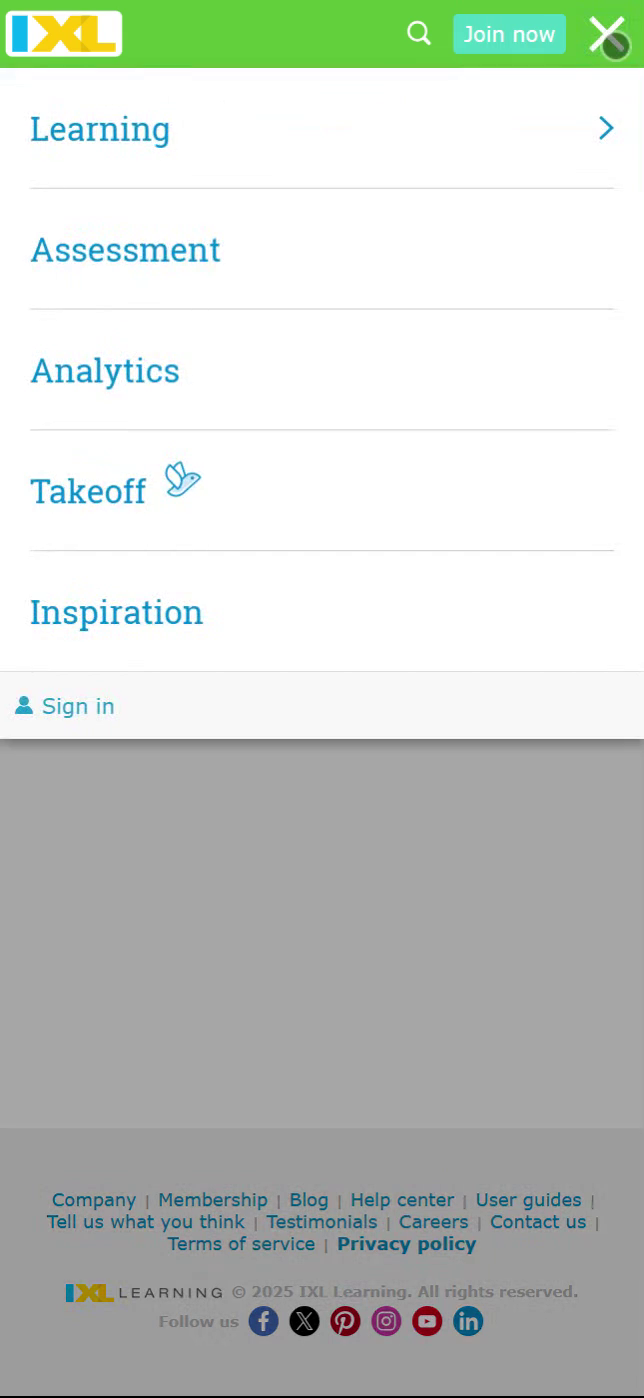 IXL Join now
Learning
Assessment
Analytics
Takeoff
Inspiration
Sign in
Company | Membership | Blog | Help center | User guides |
Tell us what you think | Testimonials | Careers | Contact us |
Terms of service | Privacy policy
IXL LEARNING © 2025 IXL Learning. All rights reserved.
Follow us